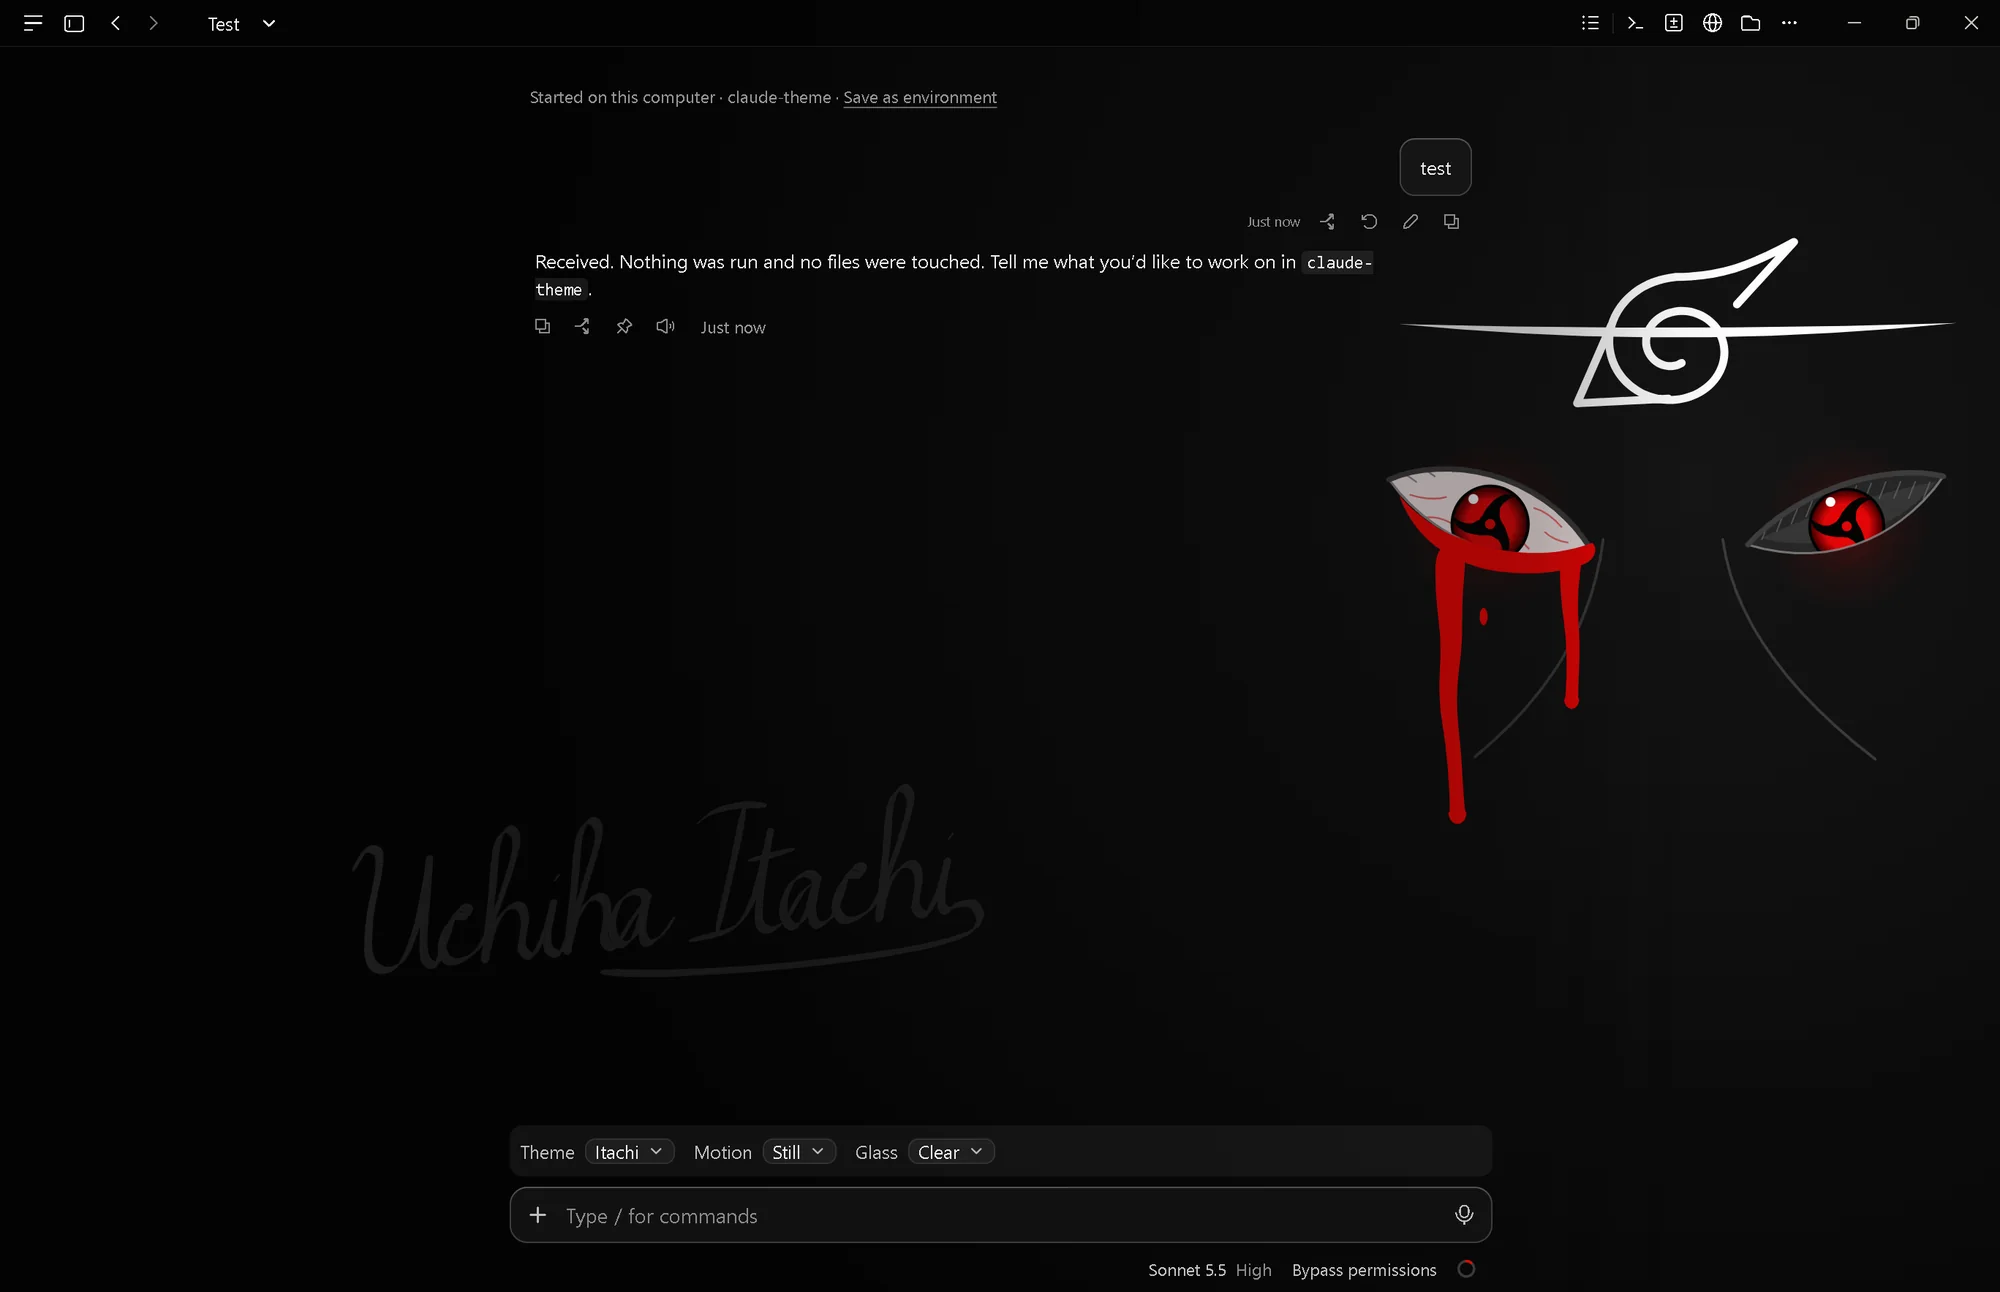 Test
Started on this computer · claude-theme · Save as environment
test
Just now
Received. Nothing was run and no files were touched. Tell me what you'd like to work on in claude-
theme.
Just now
Uchiha Itachi
Theme Itachi Motion Still Glass Clear
Type / for commands
Sonnet 5.5 High Bypass permissions